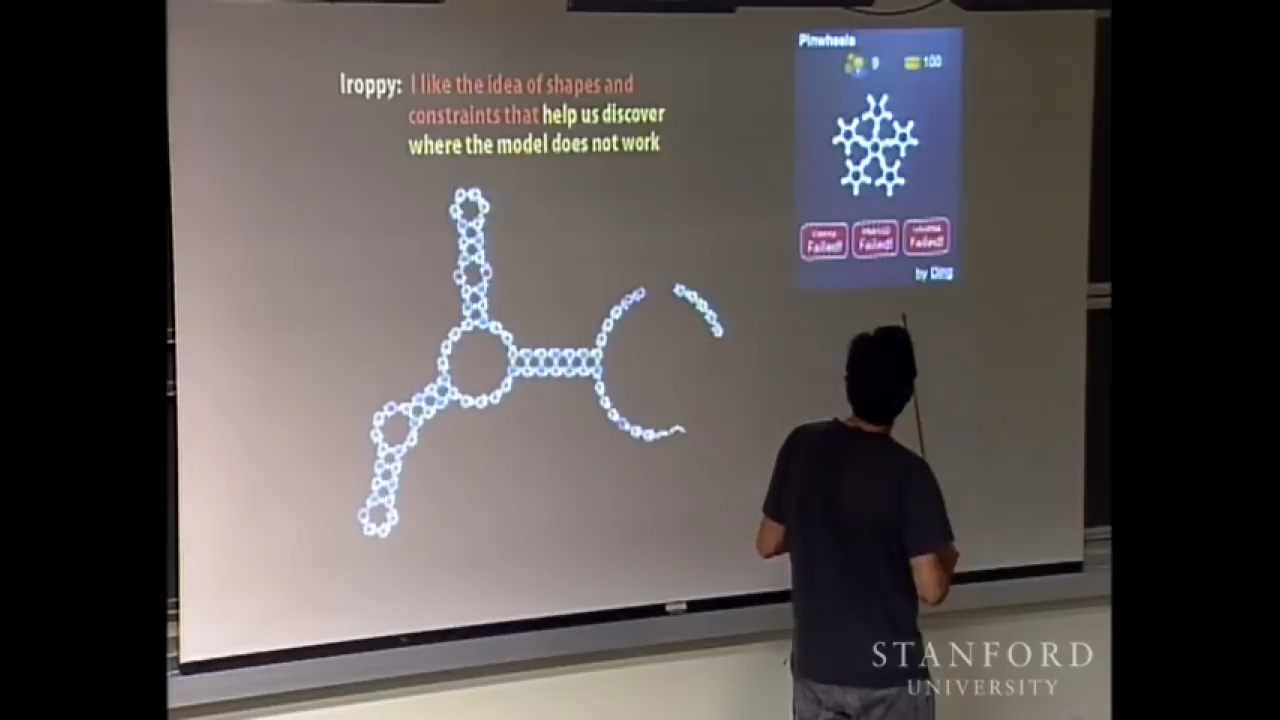 lroppy: I like the idea of shapes and
constraints that help us discover
where the model does not work
Pinwheels
9 100
Failed! Failed! Failed!
by Ding
STANFORD
UNIVERSITY